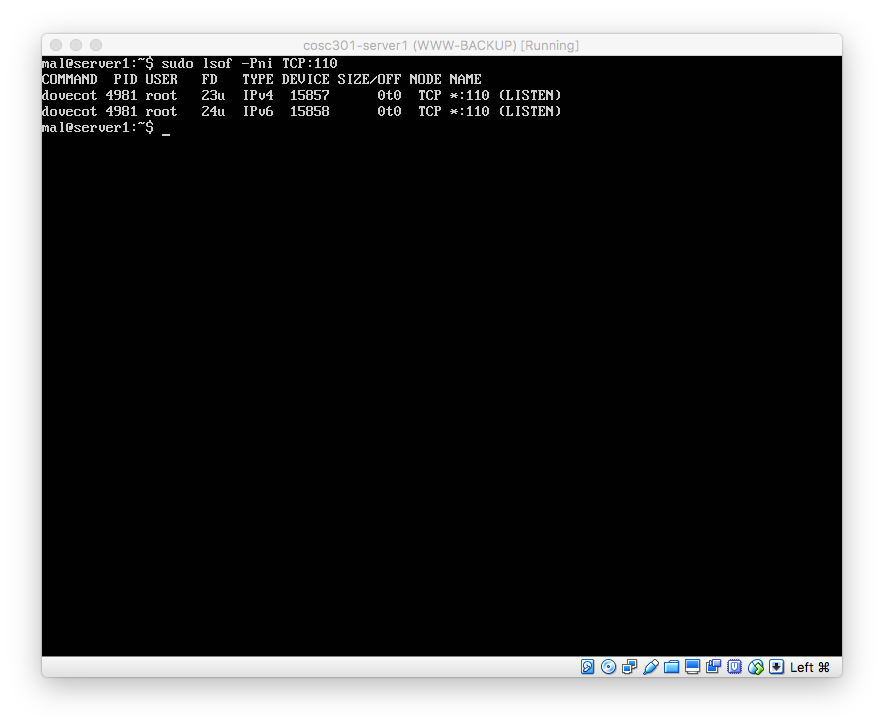 cosc301-server1 (WWW-BACKUP) [Running]
mal@server1:~$ sudo lsof -Pni TCP:110
COMMAND  PID USER   FD   TYPE DEVICE SIZE/OFF NODE NAME
dovecot 4981 root   23u  IPv4  15857      0t0  TCP *:110 (LISTEN)
dovecot 4981 root   24u  IPv6  15858      0t0  TCP *:110 (LISTEN)
mal@server1:~$ _
Left ⌘